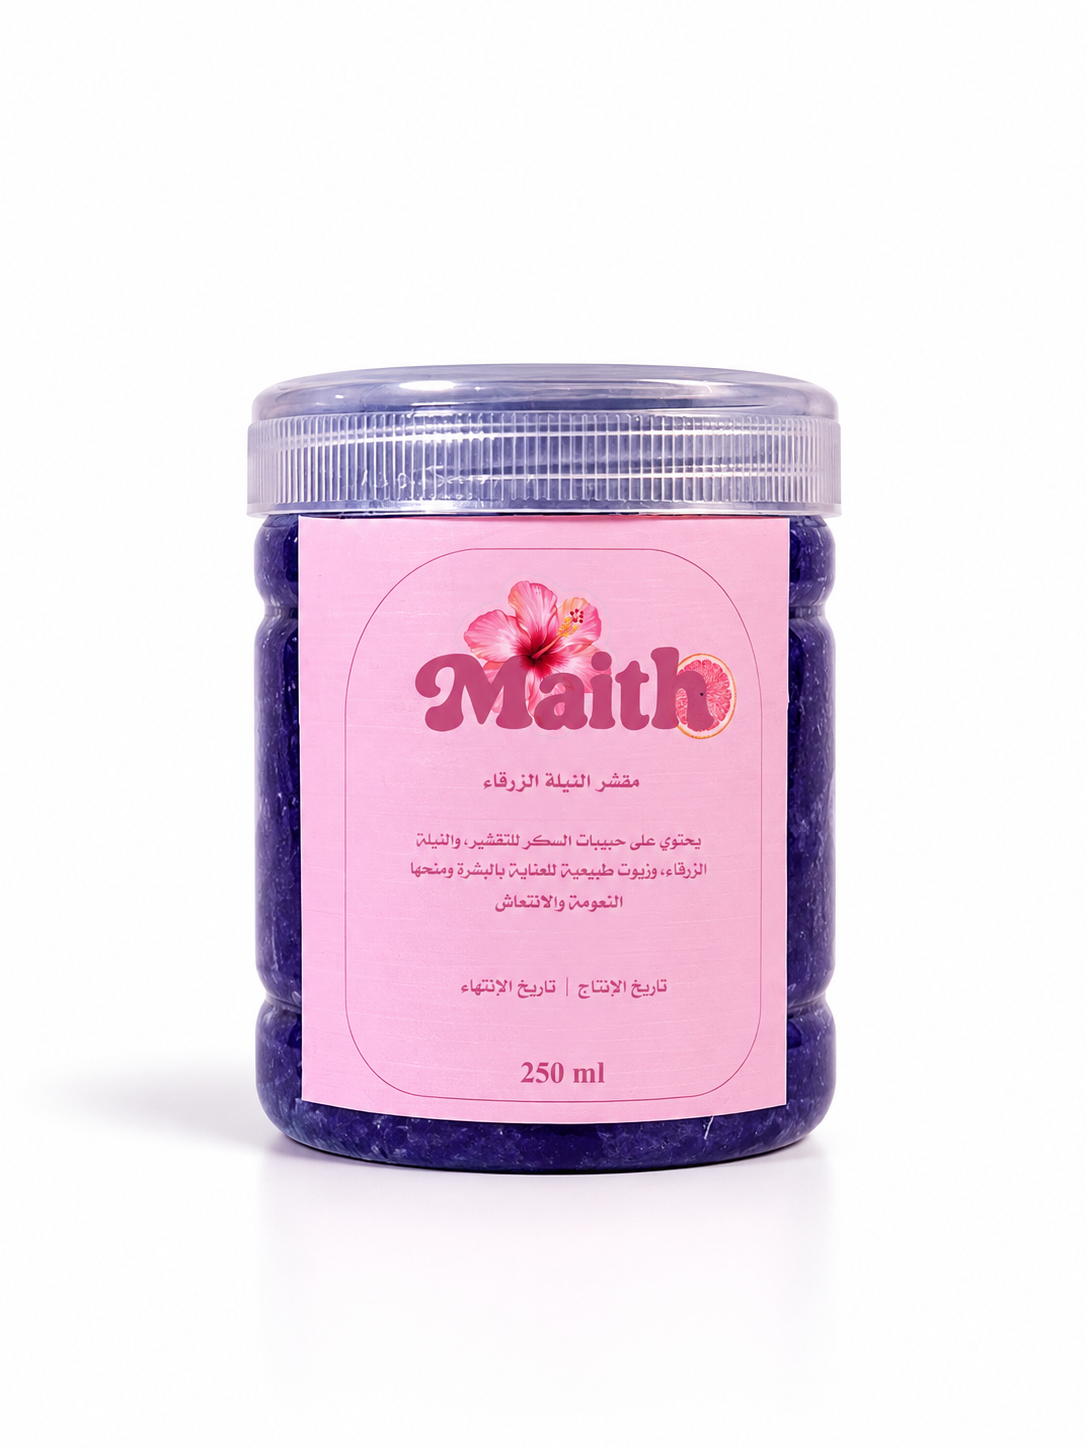 Maith
مقشر النيلة الزرقاء
يحتوي على حبيبات السكر للتقشير، والنيلة
الزرقاء، وزيوت طبيعية للعناية بالبشرة ومنحها
النعومة والانتعاش
تاريخ الإنتاج | تاريخ الإنتهاء
250 ml